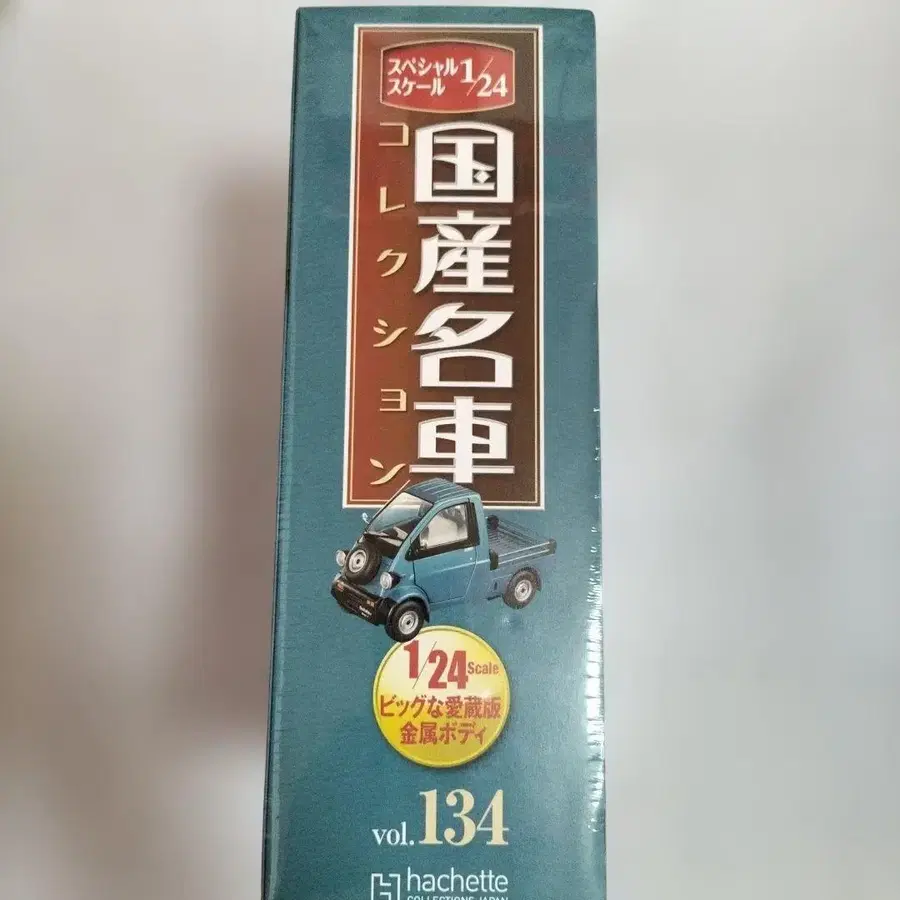 スペシャル
スケール
1/24
国産名車
コレクション
1/24 Scale
ビッグな愛蔵版
金属ボディ
vol.134
hachette
COLLECTIONS JAPAN